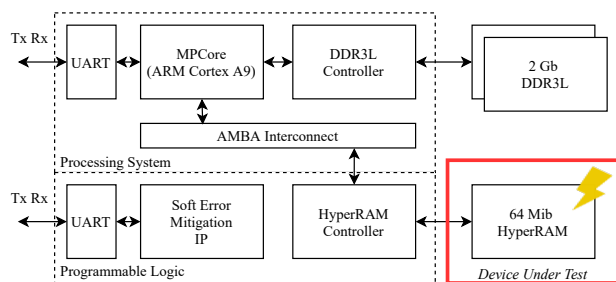 Tx Rx
UART
MPCore
(ARM Cortex A9)
DDR3L
Controller
2 Gb
DDR3L
AMBA Interconnect
Processing System
Tx Rx
UART
Soft Error
Mitigation
IP
HyperRAM
Controller
64 Mib
HyperRAM
Programmable Logic
Device Under Test